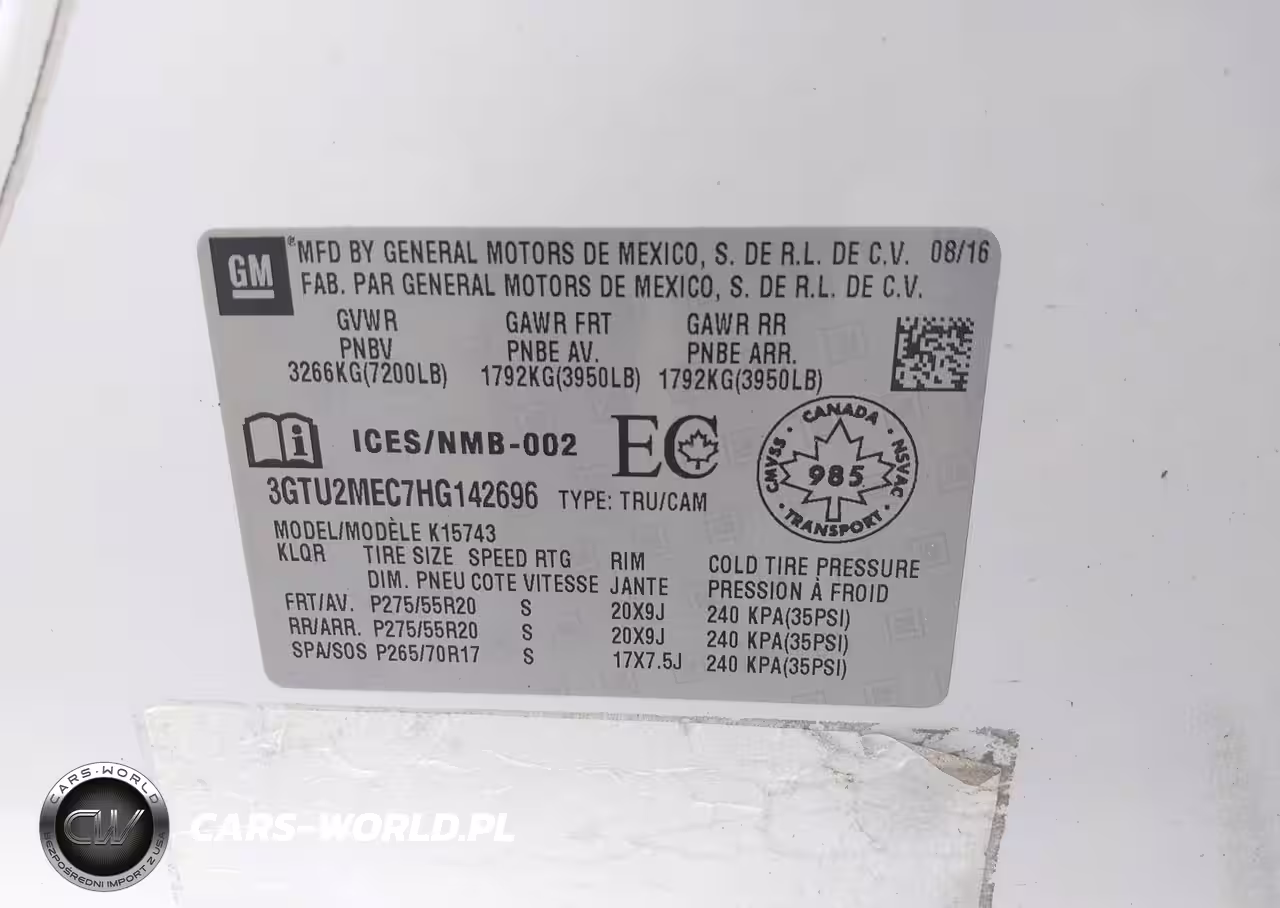 GM
®MFD BY GENERAL MOTORS DE MEXICO, S. DE R.L. DE C.V. 08/16
FAB. PAR GENERAL MOTORS DE MEXICO, S. DE R.L. DE C.V.
GVWR GAWR FRT GAWR RR
PNBV PNBE AV. PNBE ARR.
3266KG(7200LB) 1792KG(3950LB) 1792KG(3950LB)
i ICES/NMB-002 EC
CANADA
CMVSS 985 NSVAC
TRANSPORT
3GTU2MEC7HG142696 TYPE: TRU/CAM
MODEL/MODÈLE K15743
KLQR TIRE SIZE SPEED RTG RIM COLD TIRE PRESSURE
DIM. PNEU COTE VITESSE JANTE PRESSION À FROID
FRT/AV. P275/55R20 S 20X9J 240 KPA(35PSI)
RR/ARR. P275/55R20 S 20X9J 240 KPA(35PSI)
SPA/SOS P265/70R17 S 17X7.5J 240 KPA(35PSI)
CARS-WORLD
CW
BEZPOŚREDNI IMPORT Z USA
CARS-WORLD.PL